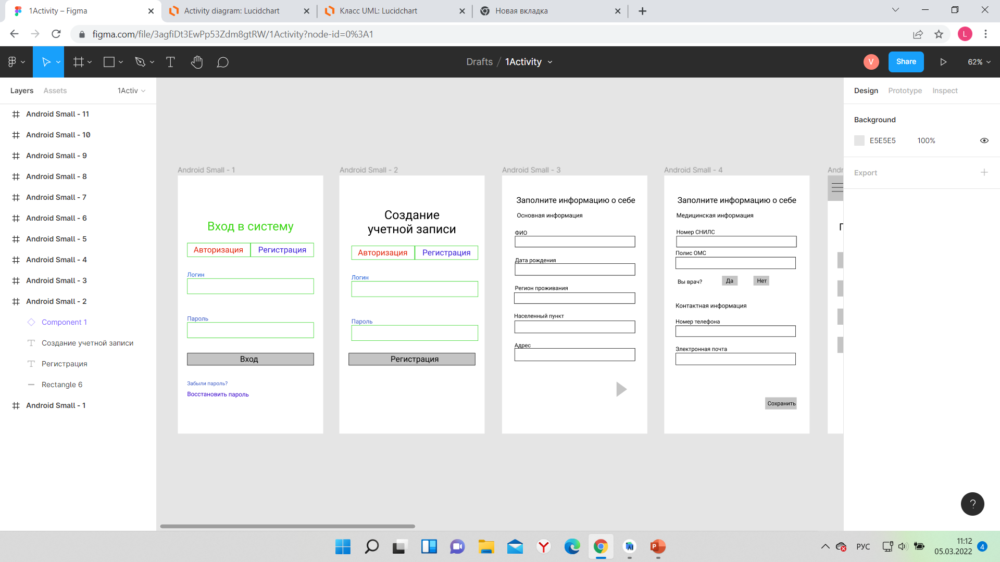 1Activity – Figma
Activity diagram: Lucidchart
Класс UML: Lucidchart
Новая вкладка
figma.com/file/3agfiDt3EwPp53Zdm8gtRW/1Activity?node-id=0%3A1
L
Drafts / 1Activity
V
Share
62%
Layers
Assets
1Activ
Android Small - 11
Android Small - 10
Android Small - 9
Android Small - 8
Android Small - 7
Android Small - 6
Android Small - 5
Android Small - 4
Android Small - 3
Android Small - 2
Component 1
Создание учетной записи
Регистрация
Rectangle 6
Android Small - 1
Android Small - 1
Вход в систему
Авторизация
Регистрация
Логин
Пароль
Вход
Забыли пароль?
Восстановить пароль
Android Small - 2
Создание
учетной записи
Авторизация
Регистрация
Логин
Пароль
Регистрация
Android Small - 3
Заполните информацию о себе
Основная информация
ФИО
Дата рождения
Регион проживания
Населенный пункт
Адрес
Android Small - 4
Заполните информацию о себе
Медицинская информация
Номер СНИЛС
Полис ОМС
Вы врач?
Да
Нет
Контактная информация
Номер телефона
Электронная почта
Сохранить
Andr
Design
Prototype
Inspect
Background
E5E5E5
100%
Export
?
РУС
11:12
05.03.2022
4